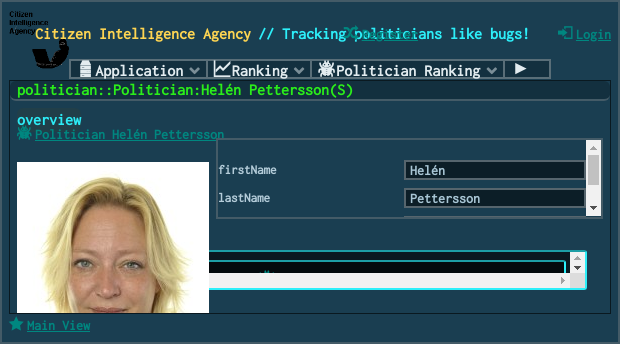 Citizen
Intelligence
Agency
Citizen Intelligence Agency // Tracking politicians like bugs!
Register
Login
Application
Ranking
Politician Ranking
politician::Politician:Helén Pettersson(S)
overview
Politician Helén Pettersson
firstName
Helén
lastName
Pettersson
Main View